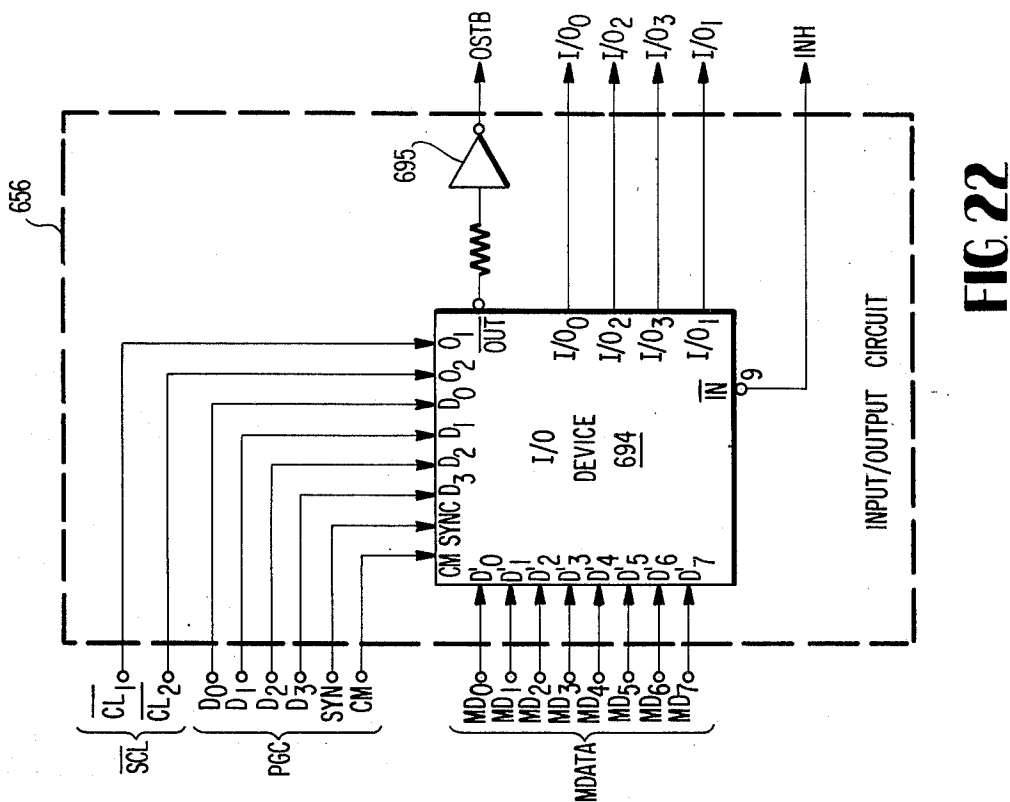 656
OSTB
695
I/O0
I/O2
I/O3
I/O1
INH
O1
O2
D0
D1
D2
D3
SYNC
CM
OUT
I/O0
I/O2
I/O3
I/O1
IN
9
I/O
DEVICE
694
D'0
D'1
D'2
D'3
D'4
D'5
D'6
D'7
CL1
CL2
SCL
D0
D1
D2
D3
SYN
CM
PGC
MD0
MD1
MD2
MD3
MD4
MD5
MD6
MD7
MDATA
INPUT/OUTPUT CIRCUIT
FIG. 22